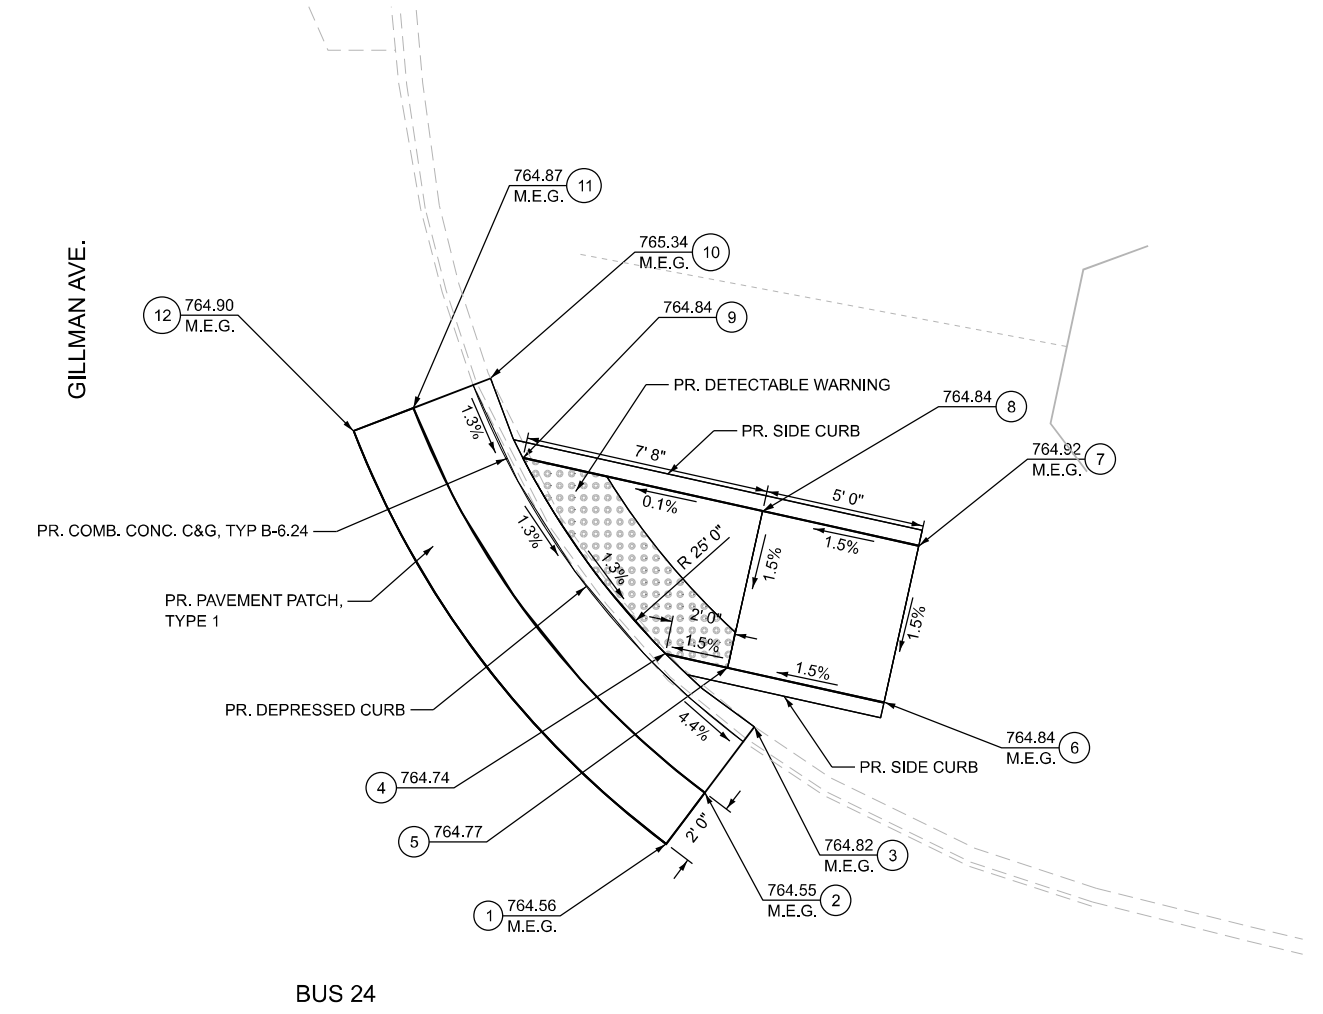 764.87
M.E.G.
11
765.34
M.E.G.
10
GILLMAN AVE.
12
764.90
M.E.G.
764.84
9
PR. DETECTABLE WARNING
764.84
8
1.3%
PR. SIDE CURB
7' 8"
764.92
M.E.G.
7
5' 0"
0.1%
PR. COMB. CONC. C&G, TYP B-6.24
1.3%
1.5%
R 25' 0"
1.5%
1.3%
PR. PAVEMENT PATCH,
TYPE 1
2' 0"
1.5%
1.5%
1.5%
PR. DEPRESSED CURB
4.4%
764.84
M.E.G.
6
PR. SIDE CURB
4
764.74
5
764.77
2' 0"
764.82
M.E.G.
3
764.55
M.E.G.
2
1
764.56
M.E.G.
BUS 24